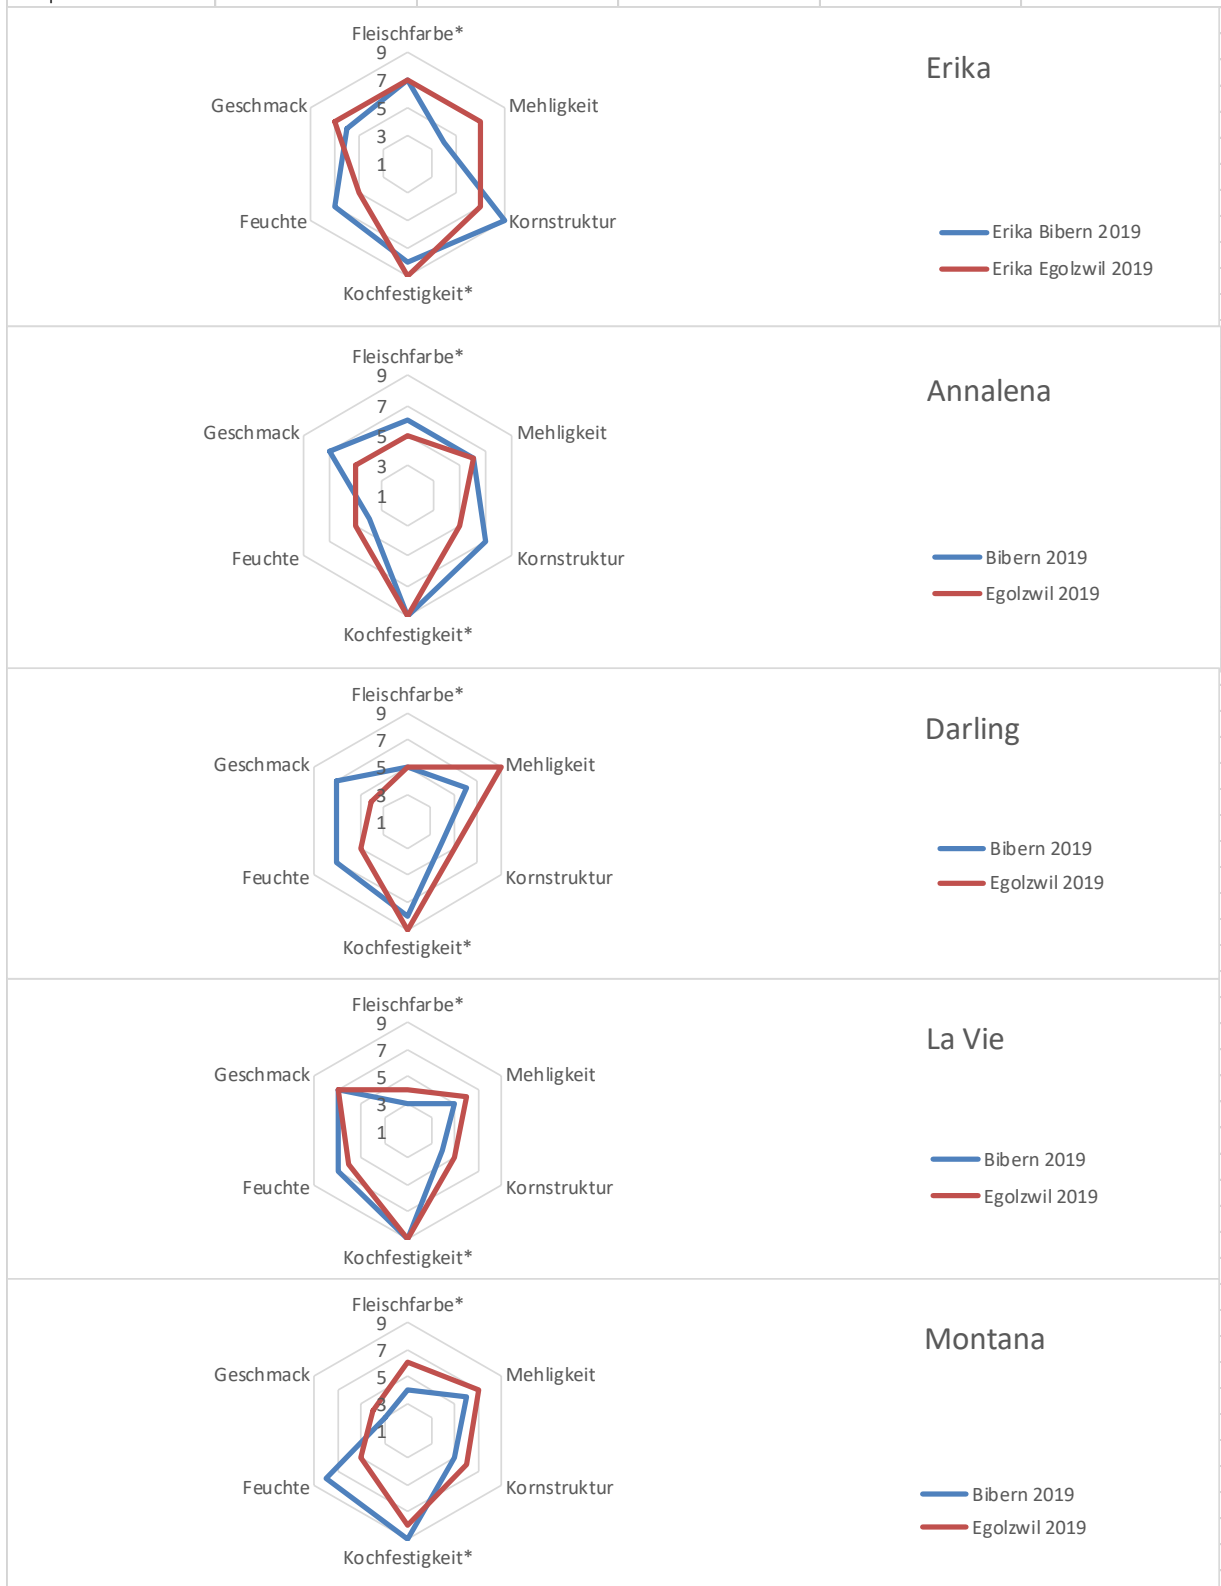 Fleischfarbe*
9
Erika
7
Geschmack
Mehligkeit
5
3
1
Feuchte
Kornstruktur
Erika Bibern 2019
Erika Egolzwil 2019
Kochfestigkeit*
Fleischfarbe*
9
Annalena
7
Geschmack
Mehligkeit
5
3
1
Feuchte
Kornstruktur
Bibern 2019
Egolzwil 2019
Kochfestigkeit*
Fleischfarbe*
9
Darling
7
Geschmack
Mehligkeit
5
3
1
Feuchte
Kornstruktur
Bibern 2019
Egolzwil 2019
Kochfestigkeit*
Fleischfarbe*
9
La Vie
7
Geschmack
Mehligkeit
5
3
1
Feuchte
Kornstruktur
Bibern 2019
Egolzwil 2019
Kochfestigkeit*
Fleischfarbe*
9
Montana
7
Geschmack
Mehligkeit
5
3
1
Feuchte
Kornstruktur
Bibern 2019
Egolzwil 2019
Kochfestigkeit*